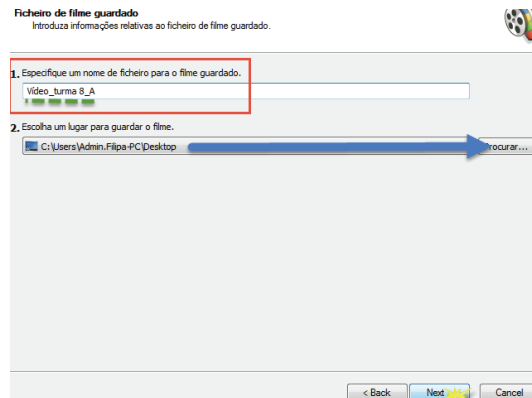 Ficheiro de filme guardado
Introduza informações relativas ao ficheiro de filme guardado.
1. Especifique um nome de ficheiro para o filme guardado.
Vídeo_turma 8_A
2. Escolha um lugar para guardar o filme.
C:\Users\Admin.Filipa-PC\Desktop
Procurar...
< Back
Next
Cancel